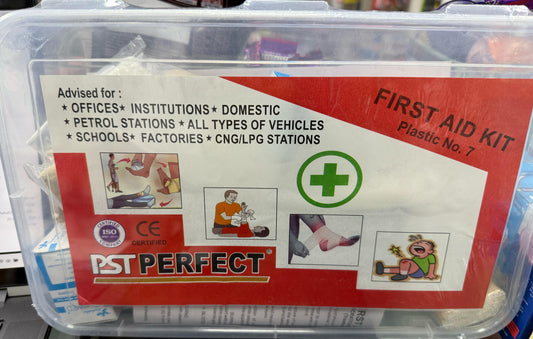 Advised for :
★ OFFICES★ INSTITUTIONS ★ DOMESTIC
★ PETROL STATIONS ★ ALL TYPES OF VEHICLES
★ SCHOOLS★ FACTORIES ★ CNG/LPG STATIONS
FIRST AID KIT
Plastic No. 7
ISO
CE
CERTIFIED
PST PERFECT®